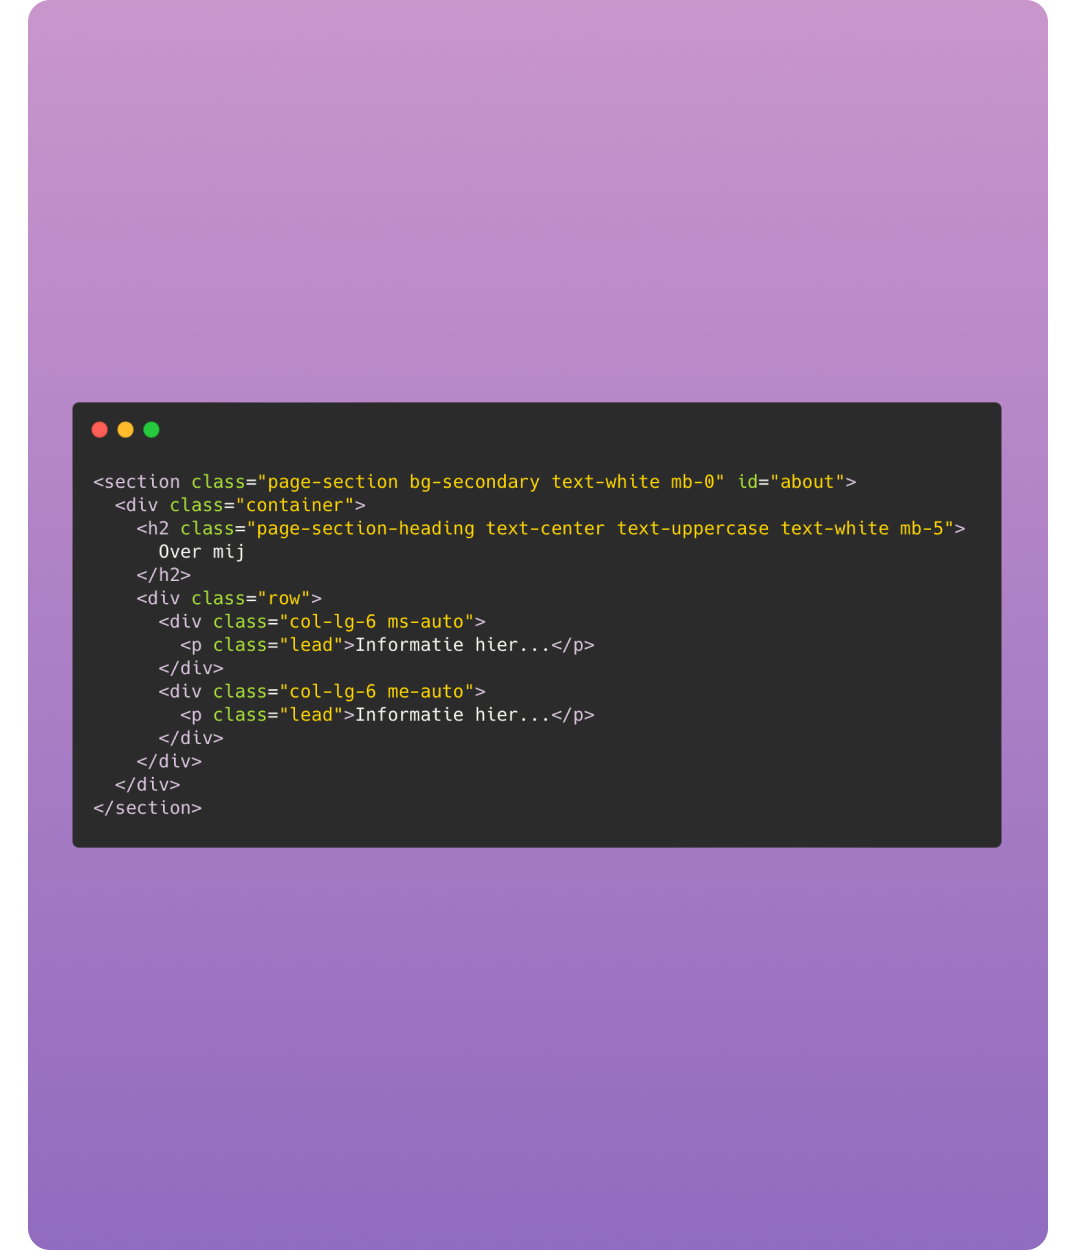 <section class="page-section bg-secondary text-white mb-0" id="about">
  <div class="container">
    <h2 class="page-section-heading text-center text-uppercase text-white mb-5">
      Over mij
    </h2>
    <div class="row">
      <div class="col-lg-6 ms-auto">
        <p class="lead">Informatie hier...</p>
      </div>
      <div class="col-lg-6 me-auto">
        <p class="lead">Informatie hier...</p>
      </div>
    </div>
  </div>
</section>